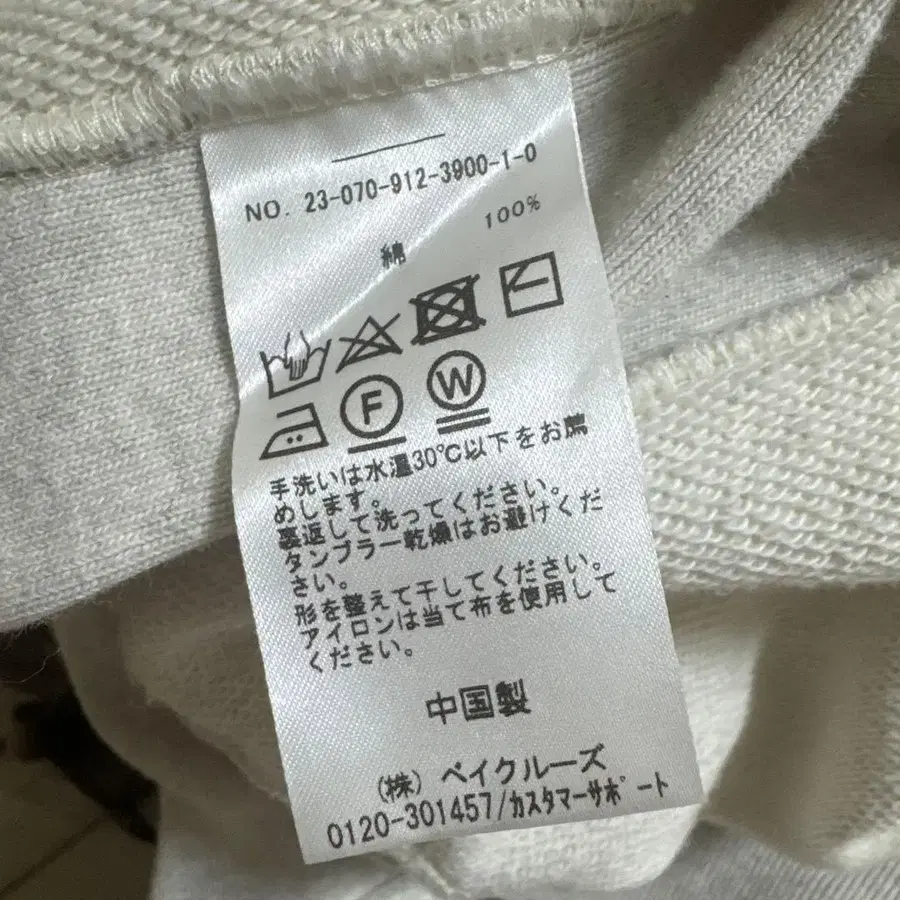 NO. 23-070-912-3900-1-0
綿 100%
F W
手洗いは水温30℃以下をお薦
めします。
裏返して洗ってください。
タンブラー乾燥はお避けくだ
さい。
形を整えて干してください。
アイロンは当て布を使用して
ください。
中国製
(株) ベイクルーズ
0120-301457/カスタマーサポート